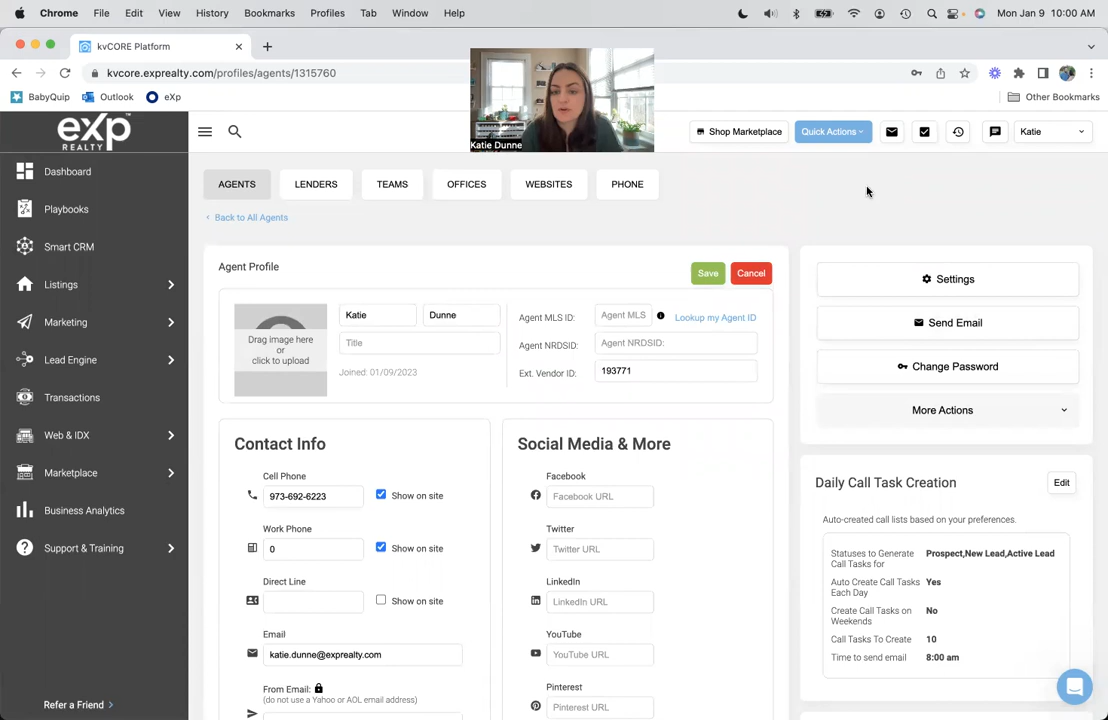 Chrome File Edit View History Bookmarks Profiles Tab Window Help Mon Jan 9 10:00 AM
kvCORE Platform
kvcore.exprealty.com/profiles/agents/1315760
BabyQuip Outlook eXp Other Bookmarks
eXp
REALTY
Katie Dunne
Shop Marketplace Quick Actions Katie
Dashboard
Playbooks
Smart CRM
Listings
Marketing
Lead Engine
Transactions
Web & IDX
Marketplace
Business Analytics
Support & Training
Refer a Friend
AGENTS LENDERS TEAMS OFFICES WEBSITES PHONE
Back to All Agents
Agent Profile Save Cancel
Drag image here
or
click to upload
Katie Dunne
Title
Joined: 01/09/2023
Agent MLS ID: Agent MLS Lookup my Agent ID
Agent NRDSID: Agent NRDSID:
Ext. Vendor ID: 193771
Contact Info
Cell Phone
973-692-6223 Show on site
Work Phone
0 Show on site
Direct Line
Show on site
Email
katie.dunne@exprealty.com
From Email:
(do not use a Yahoo or AOL email address)
Social Media & More
Facebook
Facebook URL
Twitter
Twitter URL
LinkedIn
LinkedIn URL
YouTube
YouTube URL
Pinterest
Pinterest URL
Settings
Send Email
Change Password
More Actions
Daily Call Task Creation Edit
Auto-created call lists based on your preferences.
Statuses to Generate Prospect,New Lead,Active Lead
Call Tasks for
Auto Create Call Tasks Yes
Each Day
Create Call Tasks on No
Weekends
Call Tasks To Create 10
Time to send email 8:00 am